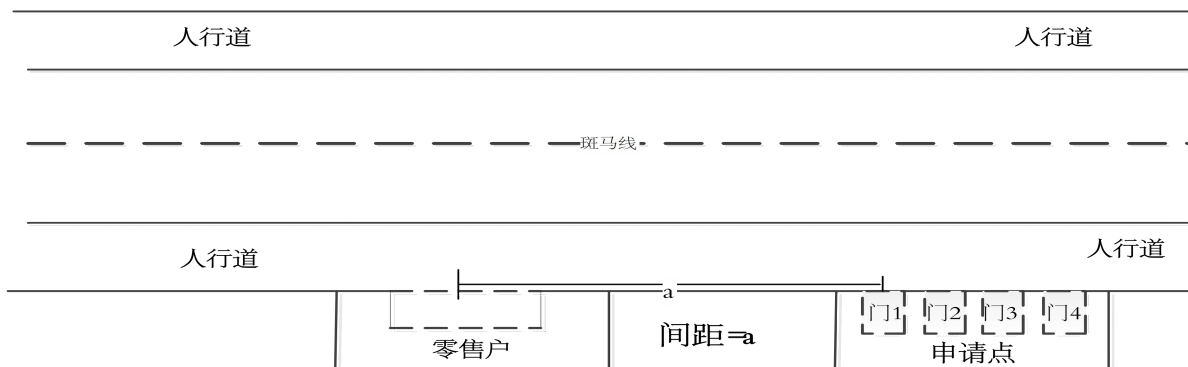 人行道 人行道
斑马线
人行道 人行道
a
门1 门2 门3 门4
间距=a
零售户 申请点